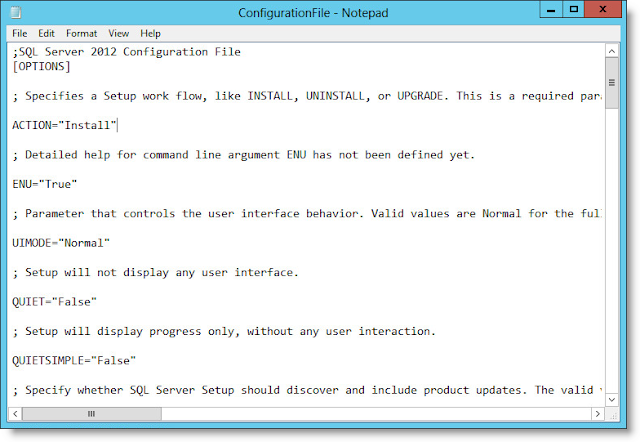 ConfigurationFile - Notepad
File Edit Format View Help
;SQL Server 2012 Configuration File
[OPTIONS]
; Specifies a Setup work flow, like INSTALL, UNINSTALL, or UPGRADE. This is a required
ACTION="Install"
; Detailed help for command line argument ENU has not been defined yet.
ENU="True"
; Parameter that controls the user interface behavior. Valid values are Normal for the
UIMODE="Normal"
; Setup will not display any user interface.
QUIET="False"
; Setup will display progress only, without any user interaction.
QUIETSIMPLE="False"
; Specify whether SQL Server Setup should discover and include product updates. The valid